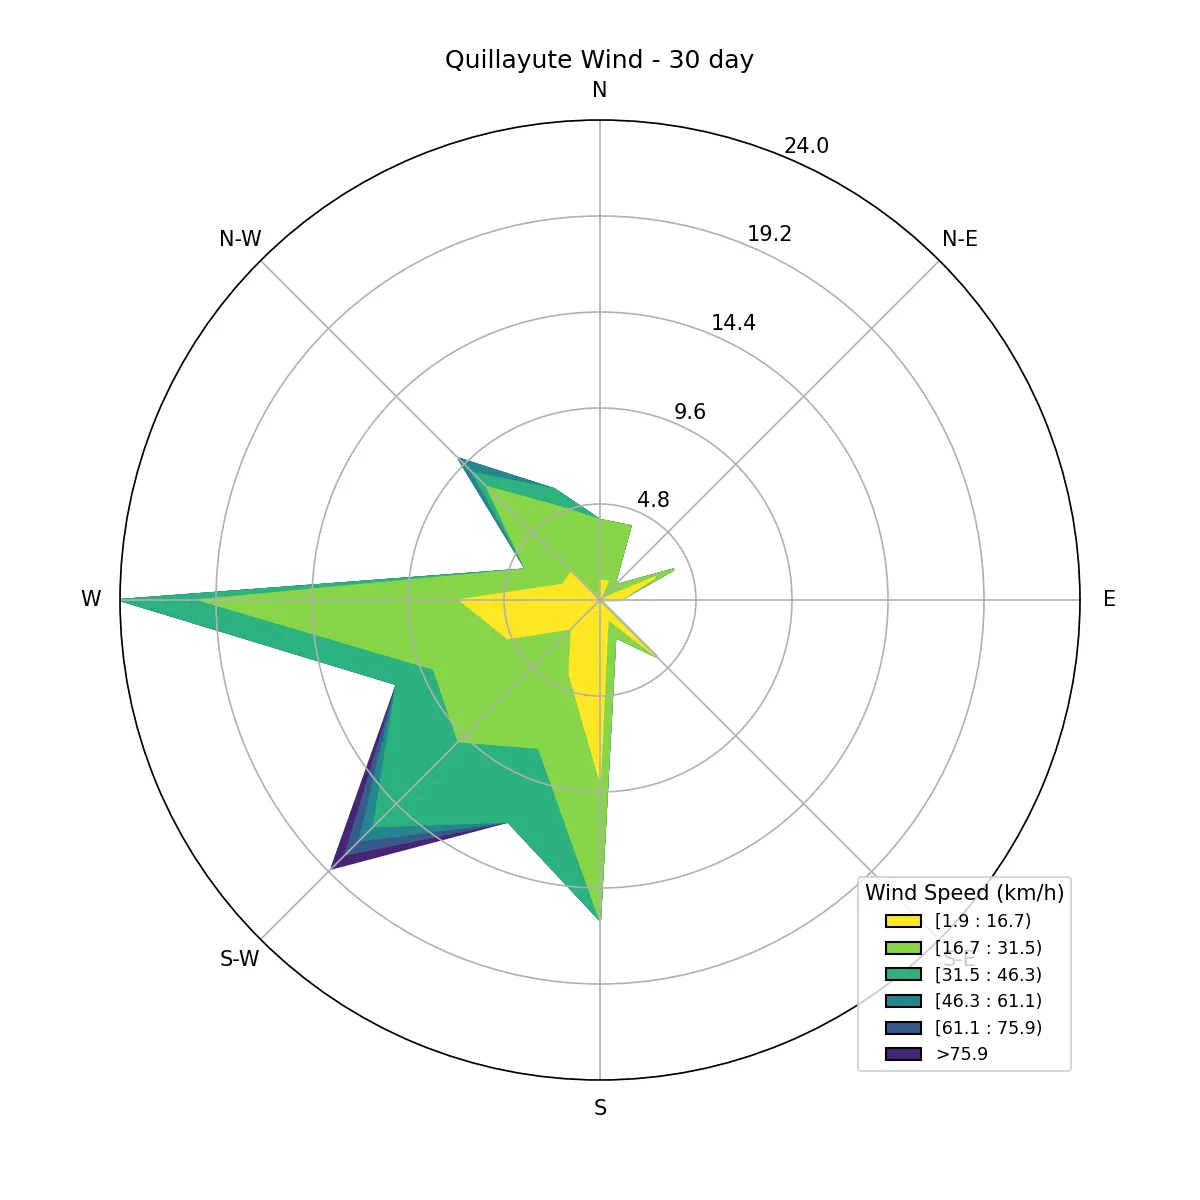 Quillayute Wind - 30 day
N
24.0
N-W
19.2
N-E
14.4
9.6
4.8
W
E
S-W
S-E
S
Wind Speed (km/h)
[1.9 : 16.7)
[16.7 : 31.5)
[31.5 : 46.3)
[46.3 : 61.1)
[61.1 : 75.9)
>75.9